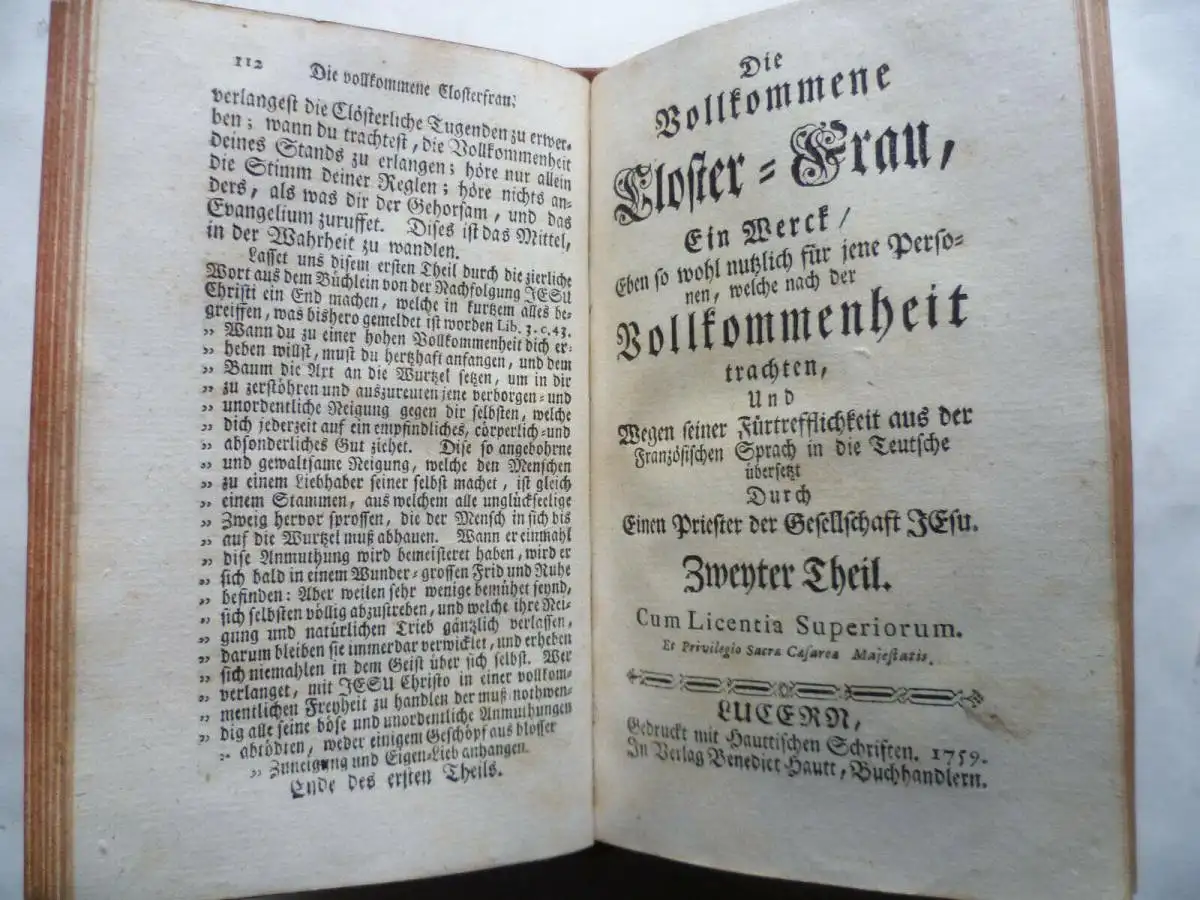 112 Die vollkommene Closterfrau;
verlangest die Clösterliche Tugenden zu erwer-
ben; wann du trachtest, die Vollkommenheit
deines Stands zu erlangen; höre nur allein
die Stimm deiner Reglen; höre nichts an-
ders, als was dir der Gehorsam, und das
Evangelium zuruffet. Dises ist das Mittel,
in der Wahrheit zu wandlen.
Lasset uns disem ersten Theil durch die zierliche
Wort aus dem Büchlein von der Nachfolgung JESU
Christi ein End machen, welche in kurtzem alles be-
greiffen, was bishero gemeldet ist worden Lib. 3. c. 43.
„ Wann du zu einer hohen Vollkommenheit dich er-
„ heben willst, must du hertzhaft anfangen, und dem
„ Baum die Axt an die Wurtzel setzen, um in dir
„ zu zerstöhren und auszureuten jene verborgen- und
„ unordentliche Neigung gegen dir selbsten, welche
„ dich jederzeit auf ein empfindliches, cörperlich- und
„ absonderliches Gut ziehet. Dise so angebohrne
„ und gewaltsame Neigung, welche den Menschen
„ zu einem Liebhaber seiner selbst machet, ist gleich
„ einem Stammen, aus welchem alle unglückseelige
„ Zweig hervor sprossen, die der Mensch in sich bis
„ auf die Wurtzel muß abhauen. Wann er einmahl
„ dise Anmuthung wird bemeisteret haben, wird er
„ sich bald in einem Wunder-grossen Frid und Ruhe
„ befinden: Aber weilen sehr wenige bemühet seynd,
„ sich selbsten völlig abzustreben, und welche ihre Nei-
„ gung und natürlichen Trieb gäntzlich verlassen,
„ darum bleiben sie immerdar verwicklet, und erheben
„ sich niemahlen in dem Geist über sich selbst. Wer
„ verlanget, mit JESU Christo in einer vollkom-
„ mentlichen Freyheit zu handlen der muß nothwen-
„ dig alle seine böse und unordentliche Anmuthungen
„ abtödten, weder einigem Geschöpf aus blosser
„ Zuneigung und Eigen-Lieb anhangen.
Ende des ersten Theils.
Die
Vollkommene
Closter-Frau,
Ein Werck/
Eben so wohl nutzlich für jene Perso-
nen, welche nach der
Vollkommenheit
trachten,
Und
Wegen seiner Fürtrefflichkeit aus der
Französischen Sprach in die Teutsche
übersetzt
Durch
Einen Priester der Gesellschaft JEsu.
Zweyter Theil.
Cum Licentia Superiorum.
Et Privilegio Sacra Casarea Majestatis.
LUCERN,
Gedruckt mit Hauttischen Schriften. 1759.
In Verlag Benedict Hautt, Buchhandlern.